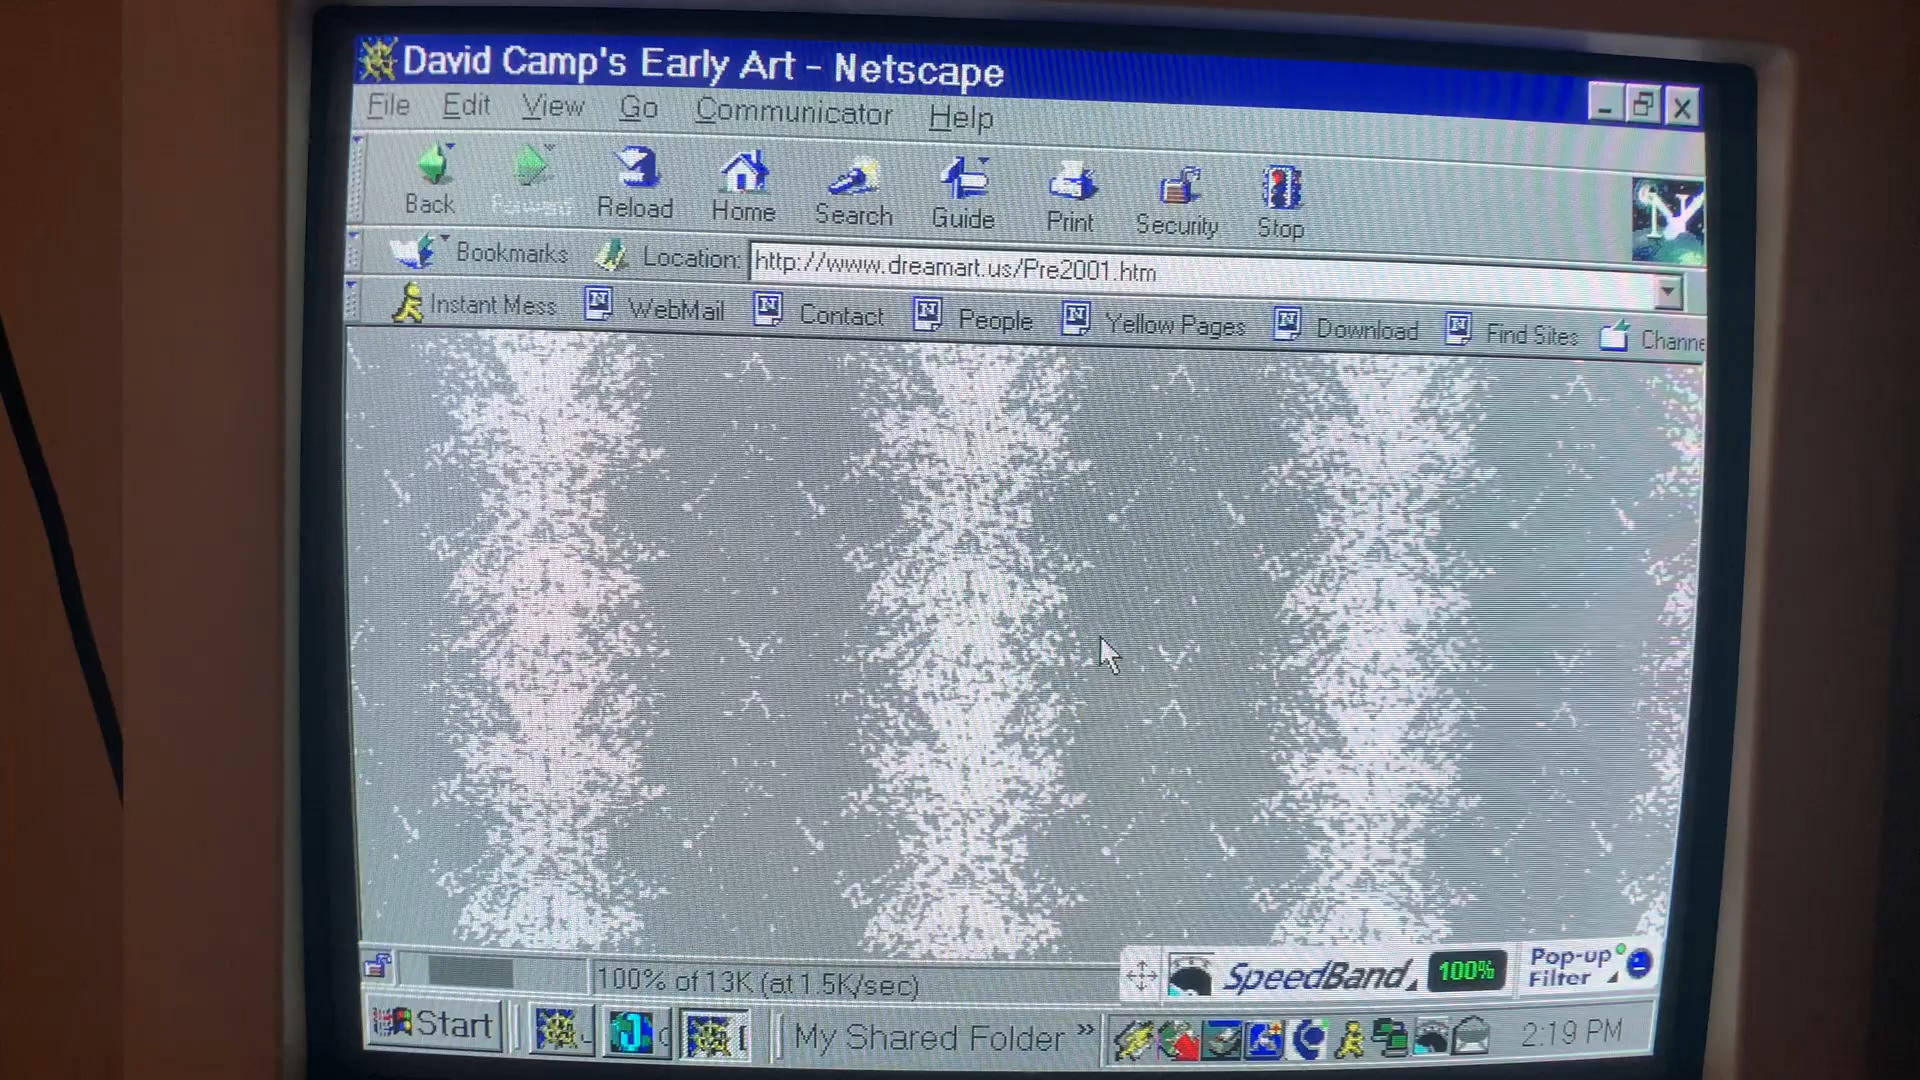 David Camp's Early Art - Netscape
File Edit View Go Communicator Help
Back Forward Reload Home Search Guide Print Security Stop
Bookmarks Location: http://www.dreamart.us/Pre2001.htm
Instant Mess WebMail Contact People Yellow Pages Download Find Sites Channe
100% of 13K (at 1.5K/sec)
SpeedBand 100% Pop-up Filter
Start My Shared Folder » 2:19 PM